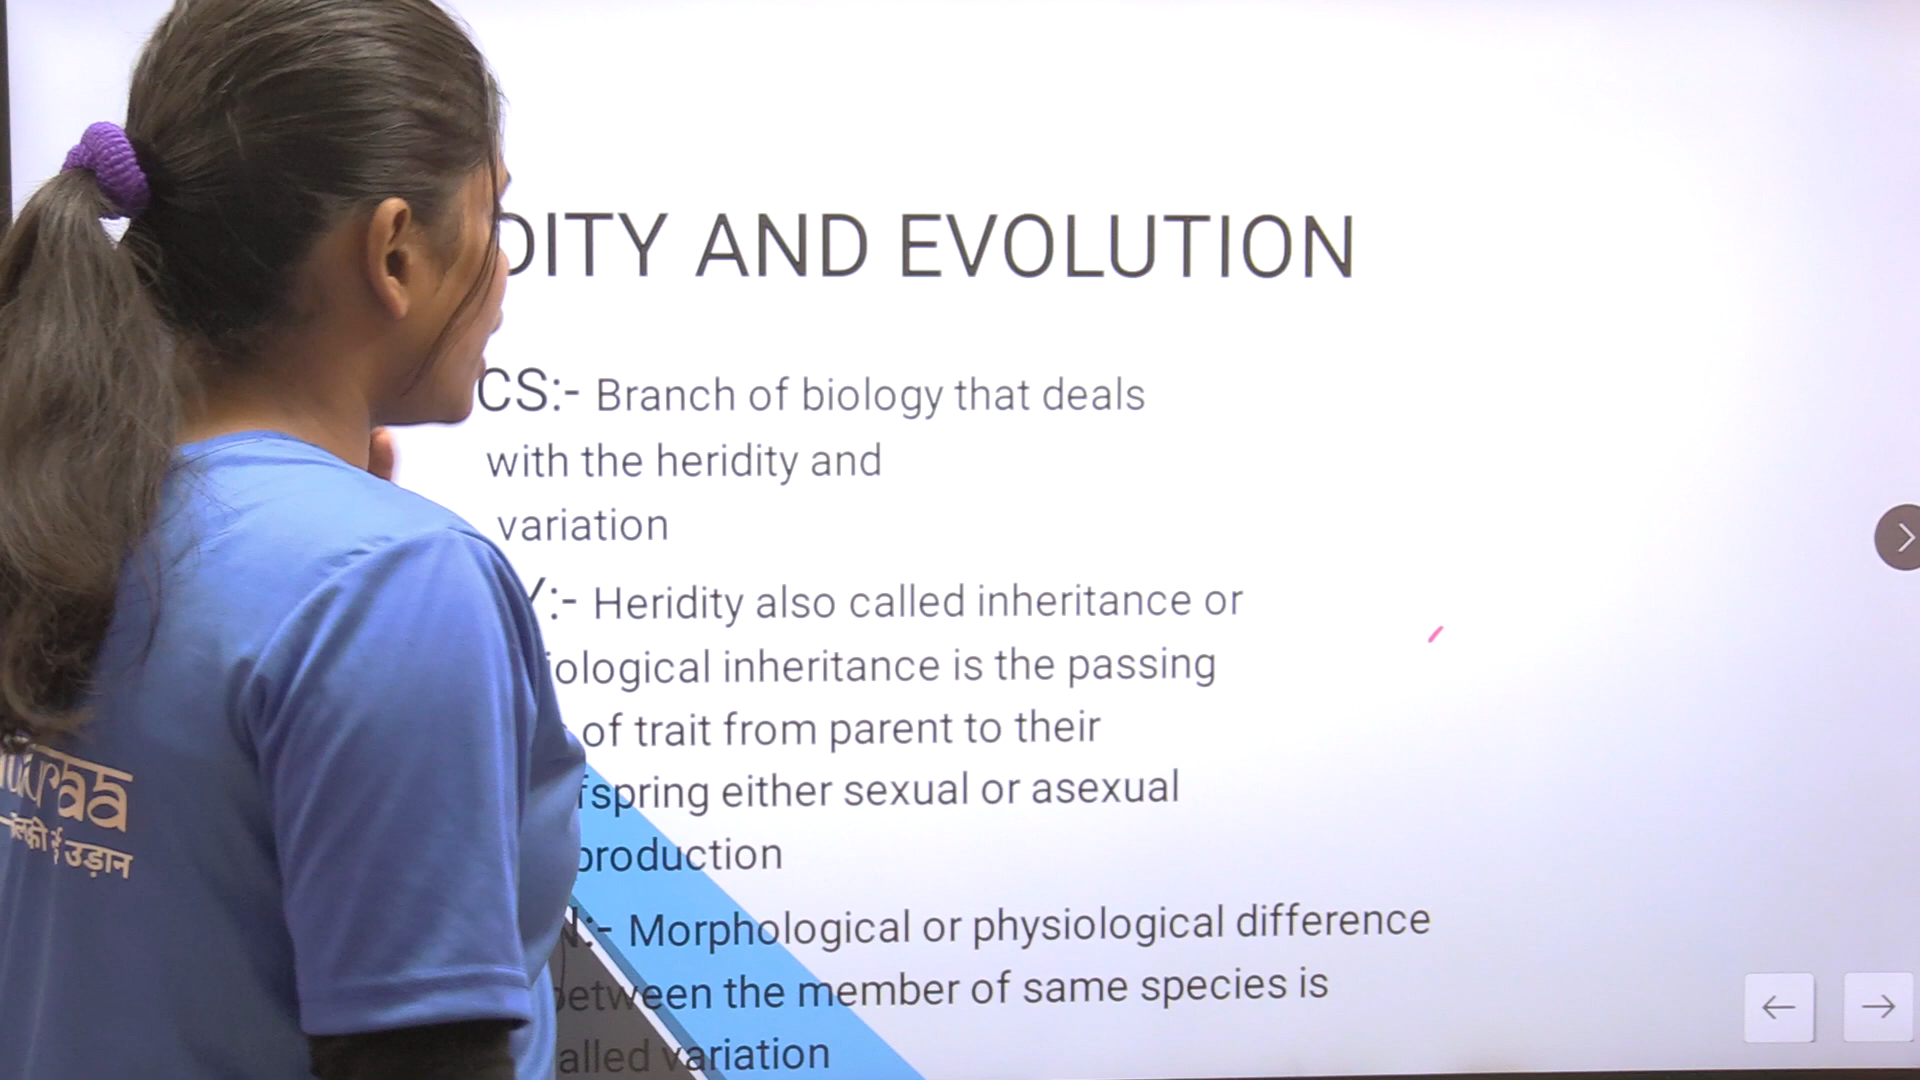 DITY AND EVOLUTION
CS:- Branch of biology that deals
with the heridity and
variation
Y:- Heridity also called inheritance or
iological inheritance is the passing
of trait from parent to their
fspring either sexual or asexual
production
N:- Morphological or physiological difference
between the member of same species is
alled variation
उड़ान